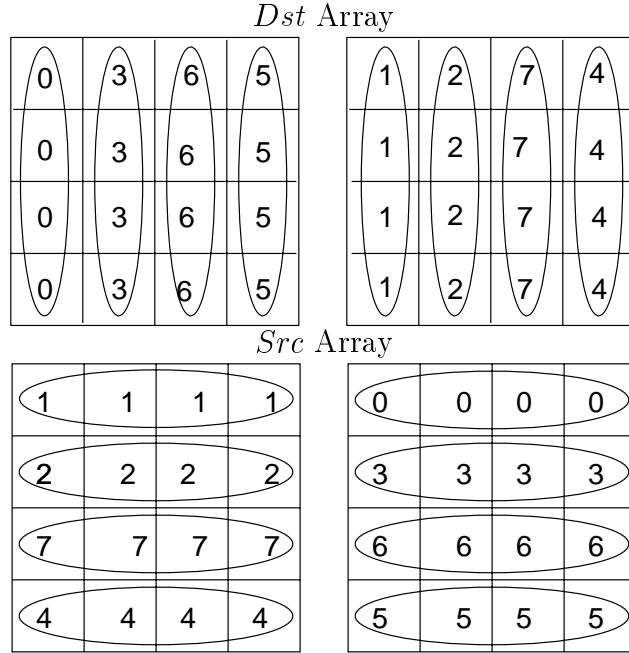 Dst Array
0 3 6 5 1 2 7 4
0 3 6 5 1 2 7 4
0 3 6 5 1 2 7 4
0 3 6 5 1 2 7 4
Src Array
1 1 1 1 0 0 0 0
2 2 2 2 3 3 3 3
7 7 7 7 6 6 6 6
4 4 4 4 5 5 5 5